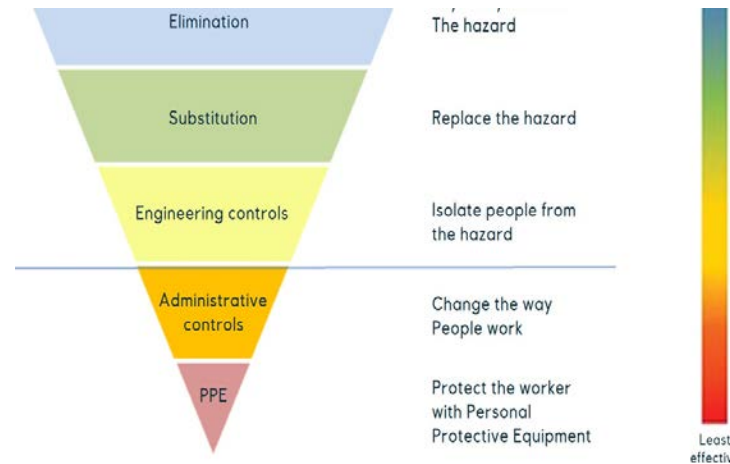 Elimination
The hazard
Substitution
Replace the hazard
Engineering controls
Isolate people from
the hazard
Administrative
controls
Change the way
People work
PPE
Protect the worker
with Personal
Protective Equipment
Least